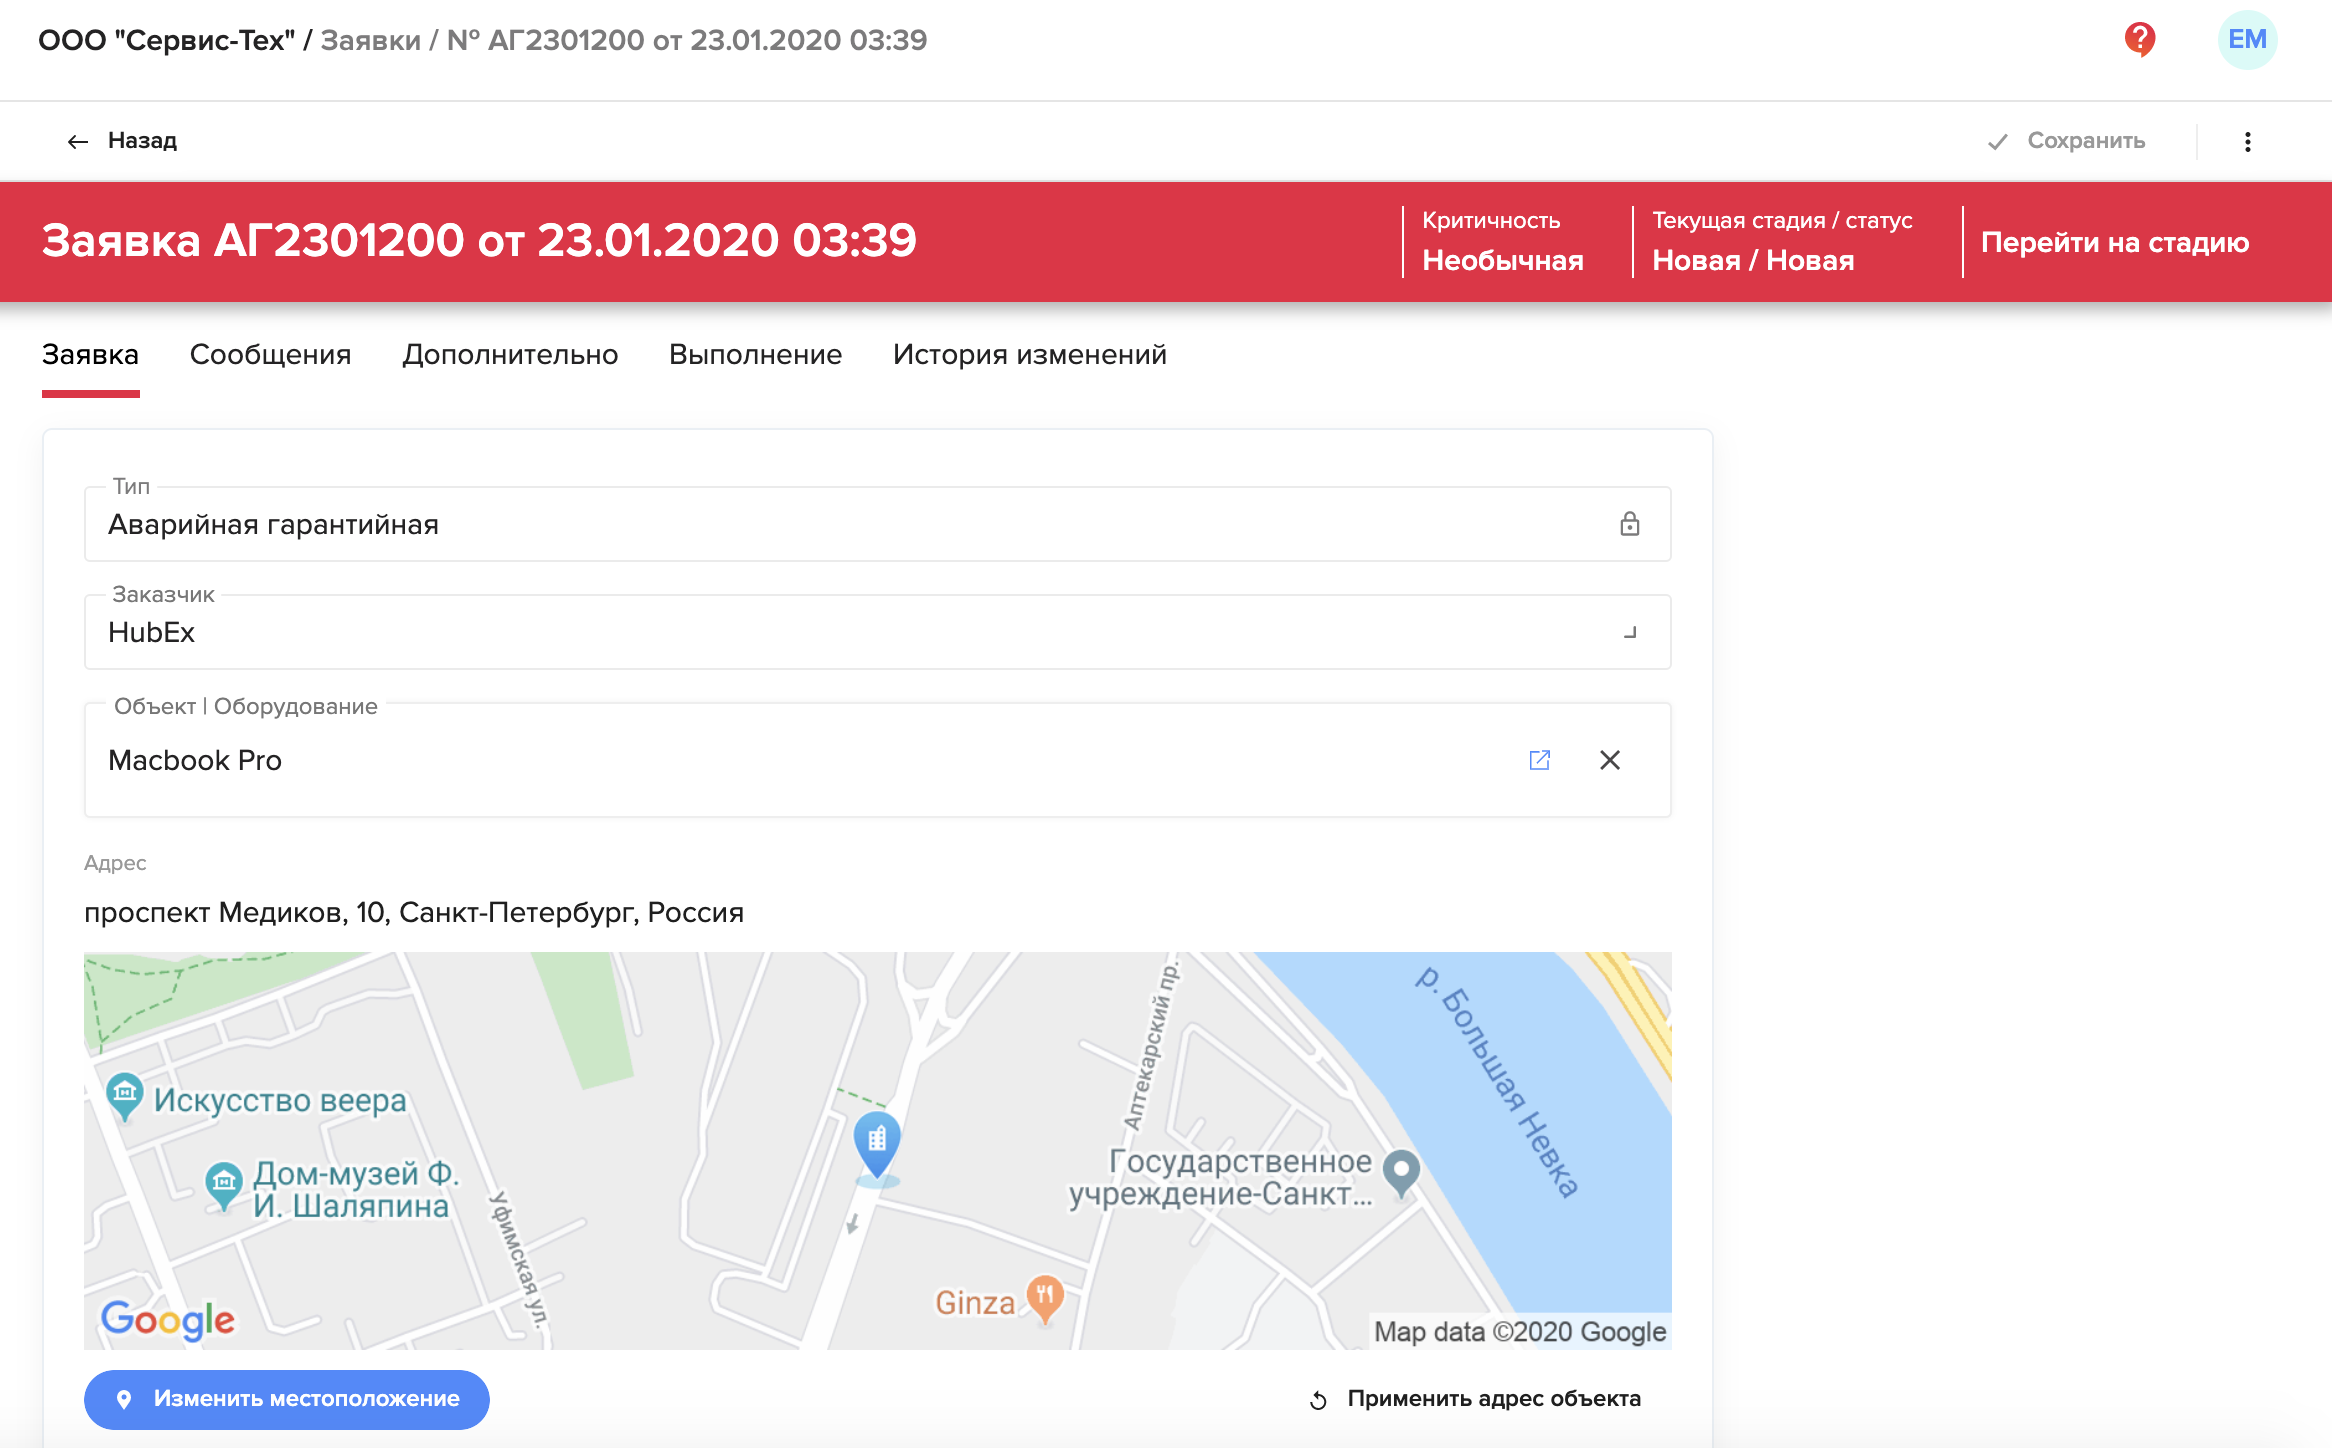 ООО "Сервис-Тех" / Заявки / № АГ2301200 от 23.01.2020 03:39
?
ЕМ
Назад
Сохранить
Заявка АГ2301200 от 23.01.2020 03:39
Критичность
Необычная
Текущая стадия / статус
Новая / Новая
Перейти на стадию
Заявка
Сообщения
Дополнительно
Выполнение
История изменений
Тип
Аварийная гарантийная
Заказчик
HubEx
Объект | Оборудование
Macbook Pro
Адрес
проспект Медиков, 10, Санкт-Петербург, Россия
р. Большая Невка
Аптекарский пр.
Искусство веера
Дом-музей Ф.
И. Шаляпина
Государственное
учреждение-Санкт...
Уфимская ул.
Ginza
Google
Map data ©2020 Google
Изменить местоположение
Применить адрес объекта